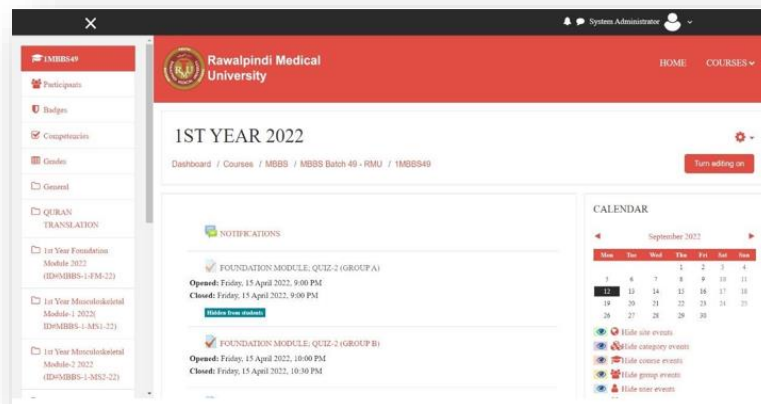 System Administrator
1MBBS49
Participants
Badges
Competencies
Grades
General
QURAN
TRANSLATION
1st Year Foundation
Module 2022
(ID#MBBS-1-FM-22)
1st Year Musculoskeletal
Module-1 2022(
ID#MBBS-1-MS1-22)
1st Year Musculoskeletal
Module-2 2022
(ID#MBBS-1-MS2-22)
Rawalpindi Medical
University
HOME COURSES
1ST YEAR 2022
Dashboard / Courses / MBBS / MBBS Batch 49 - RMU / 1MBBS49
Turn editing on
NOTIFICATIONS
FOUNDATION MODULE; QUIZ-2 (GROUP A)
Opened: Friday, 15 April 2022, 9:00 PM
Closed: Friday, 15 April 2022, 9:00 PM
Hidden from students
FOUNDATION MODULE; QUIZ-2 (GROUP B)
Opened: Friday, 15 April 2022, 10:00 PM
Closed: Friday, 15 April 2022, 10:30 PM
CALENDAR
September 2022
Mon Tue Wed Thu Fri Sat Sun
1 2 3 4
5 6 7 8 9 10 11
12 13 14 15 16 17 18
19 20 21 22 23 24 25
26 27 28 29 30
Hide site events
Hide category events
Hide course events
Hide group events
Hide user events